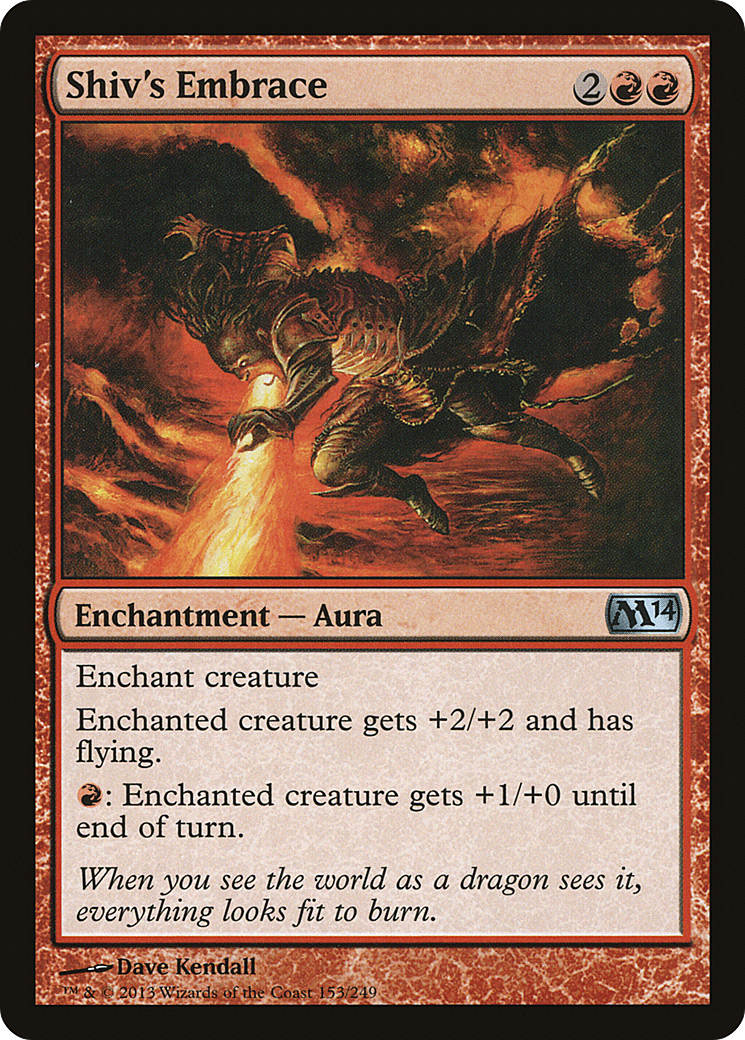 Shiv's Embrace 2
Enchantment — Aura M14
Enchant creature
Enchanted creature gets +2/+2 and has
flying.
: Enchanted creature gets +1/+0 until
end of turn.
When you see the world as a dragon sees it,
everything looks fit to burn.
Dave Kendall
™ & © 2013 Wizards of the Coast 153/249